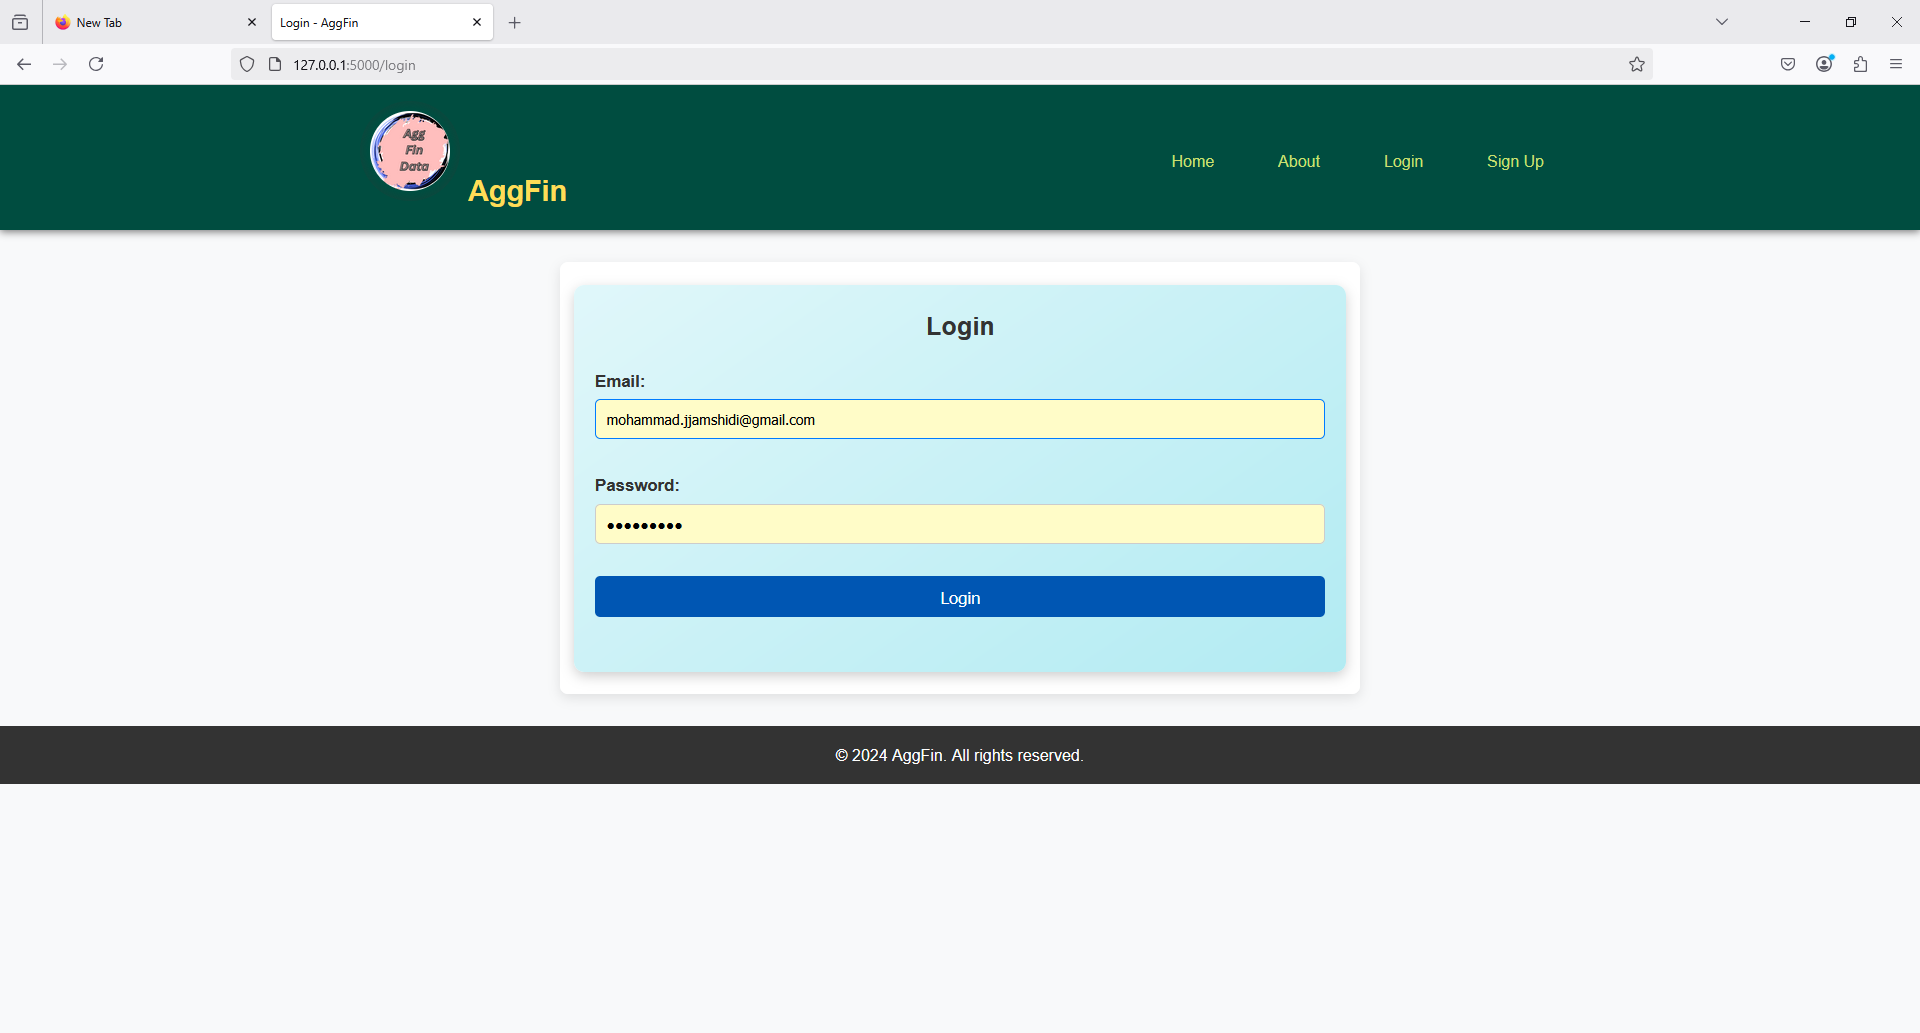 New Tab
Login - AggFin
127.0.0.1:5000/login
Agg
Fin
Data
AggFin
Home
About
Login
Sign Up
Login
Email:
mohammad.jjamshidi@gmail.com
Password:
•••••••••
Login
© 2024 AggFin. All rights reserved.